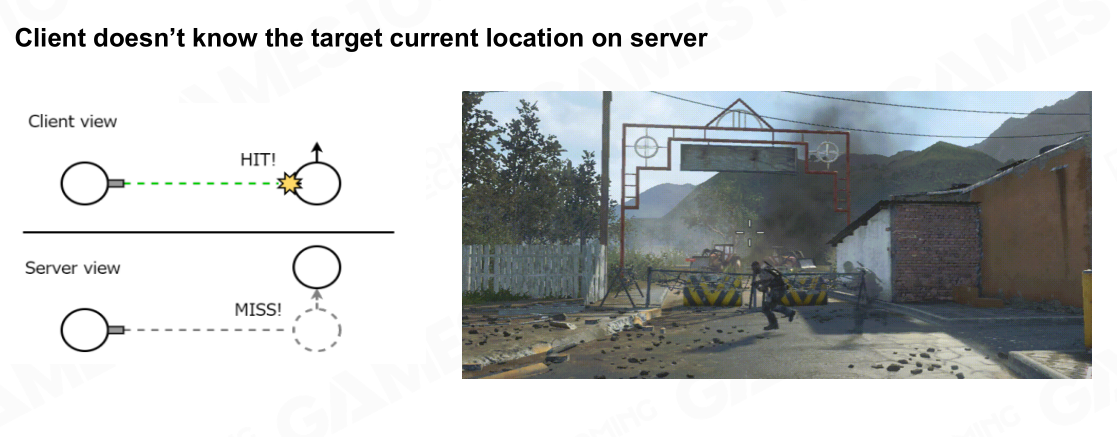 Client doesn’t know the target current location on server
Client view
HIT!
Server view
MISS!